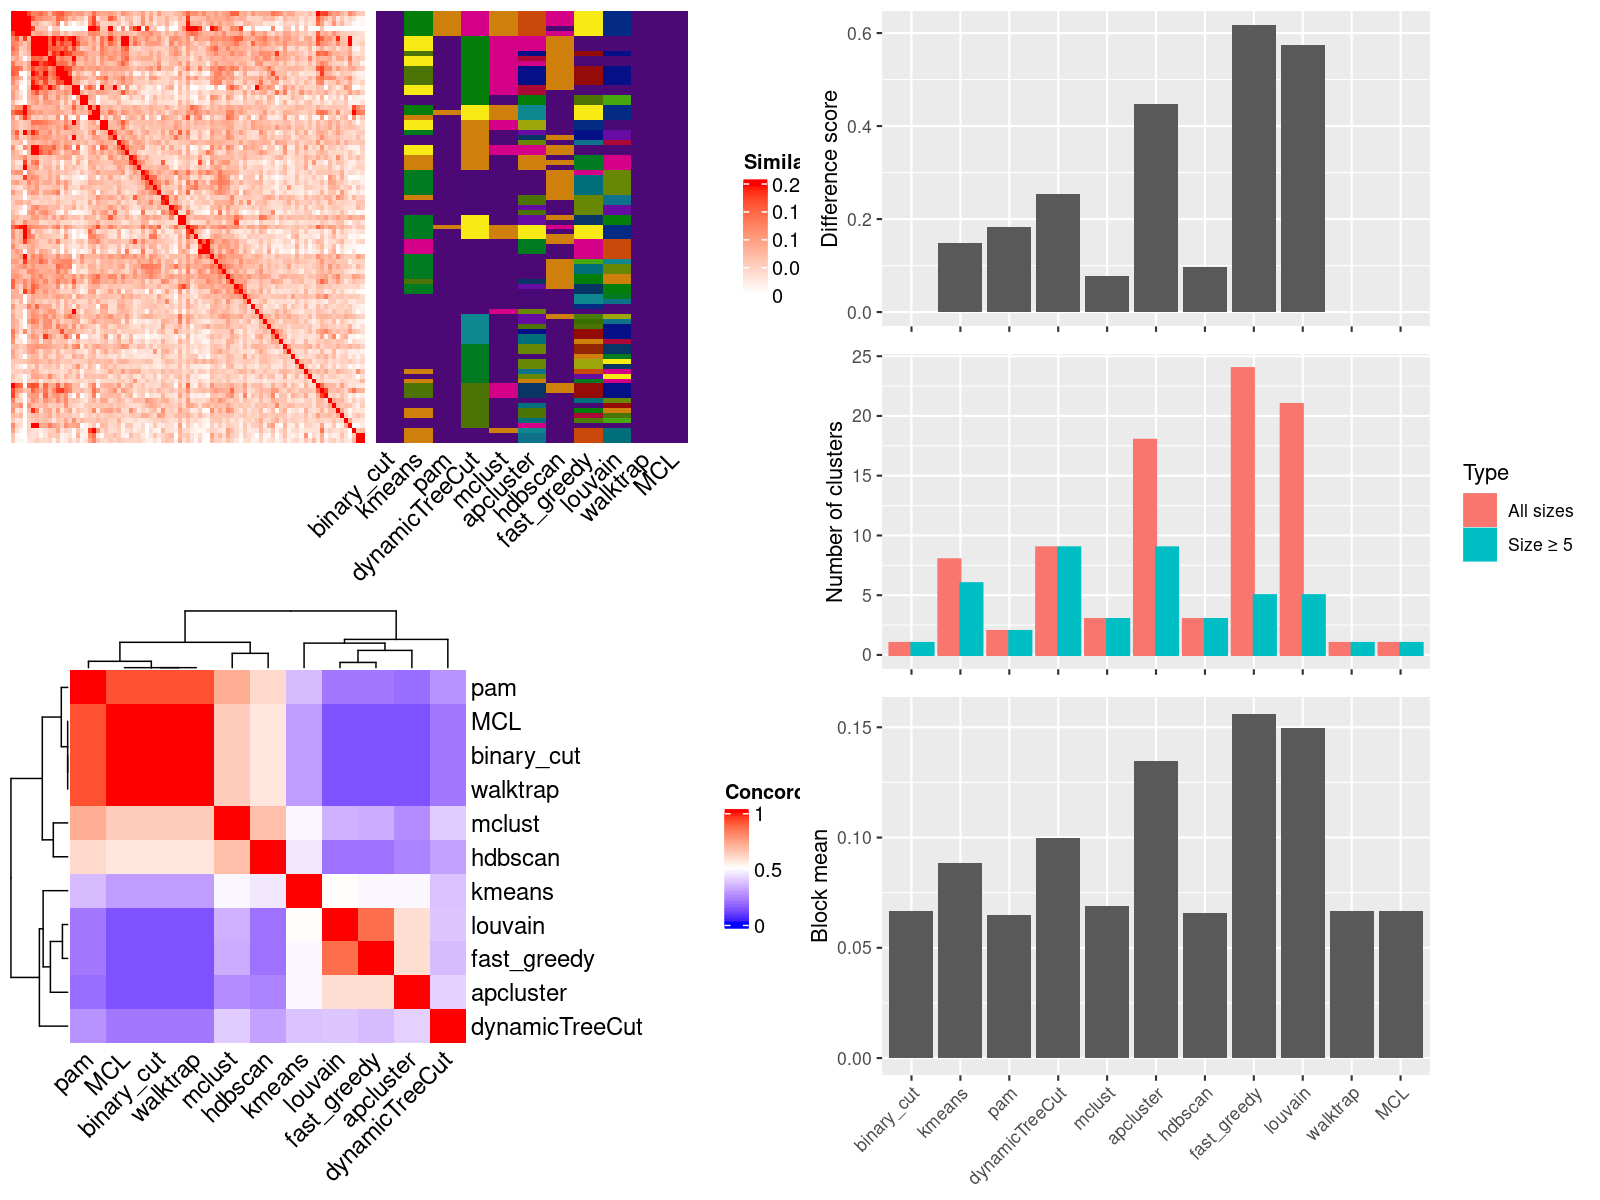 Simila
0.2
0.1
0.1
0.0
0
binary_cut
kmeans
pam
dynamicTreeCut
mclust
apcluster
hdbscan
fast_greedy
louvain
walktrap
MCL
pam
MCL
binary_cut
walktrap
mclust
hdbscan
kmeans
louvain
fast_greedy
apcluster
dynamicTreeCut
pam
MCL
binary_cut
walktrap
mclust
hdbscan
kmeans
louvain
fast_greedy
apcluster
dynamicTreeCut
Concord
1
0.5
0
Difference score
0.6
0.4
0.2
0.0
Number of clusters
25
20
15
10
5
0
Type
All sizes
Size ≥ 5
Block mean
0.15
0.10
0.05
0.00
binary_cut
kmeans
pam
dynamicTreeCut
mclust
apcluster
hdbscan
fast_greedy
louvain
walktrap
MCL